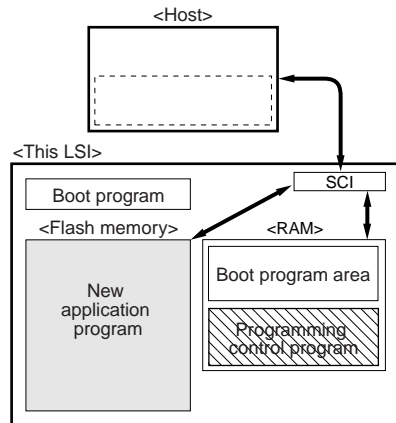 <Host>
<This LSI>
SCI
Boot program
<Flash memory>
<RAM>
New
application
program
Boot program area
Programming
control program